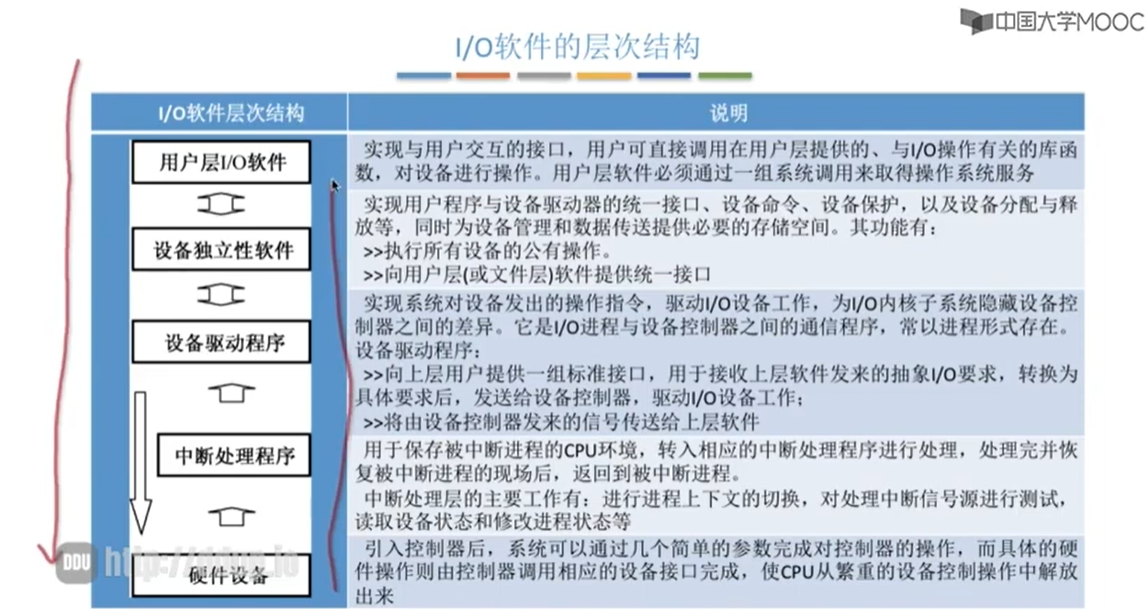 中国大学MOOC
I/O软件的层次结构
I/O软件层次结构
说明
用户层I/O软件
实现与用户交互的接口，用户可直接调用在用户层提供的、与I/O操作有关的库函
数，对设备进行操作。用户层软件必须通过一组系统调用来取得操作系统服务
设备独立性软件
实现用户程序与设备驱动器的统一接口、设备命令、设备保护，以及设备分配与释
放等，同时为设备管理和数据传送提供必要的存储空间。其功能有：
>>执行所有设备的公有操作。
>>向用户层(或文件层)软件提供统一接口
设备驱动程序
实现系统对设备发出的操作指令，驱动I/O设备工作，为I/O内核子系统隐藏设备控
制器之间的差异。它是I/O进程与设备控制器之间的通信程序，常以进程形式存在。
设备驱动程序：
>>向上层用户提供一组标准接口，用于接收上层软件发来的抽象I/O要求，转换为
具体要求后，发送给设备控制器，驱动I/O设备工作；
>>将由设备控制器发来的信号传送给上层软件
中断处理程序
用于保存被中断进程的CPU环境，转入相应的中断处理程序进行处理，处理完并恢
复被中断进程的现场后，返回到被中断进程。
中断处理层的主要工作有：进行进程上下文的切换，对处理中断信号源进行测试，
读取设备状态和修改进程状态等
DDU
硬件设备
引入控制器后，系统可以通过几个简单的参数完成对控制器的操作，而具体的硬
件操作则由控制器调用相应的设备接口完成，使CPU从繁重的设备控制操作中解放
出来